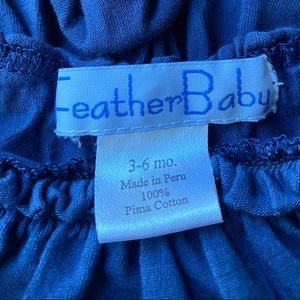 FeatherBaby
3-6 mo.
Made in Peru
100%
Pima Cotton